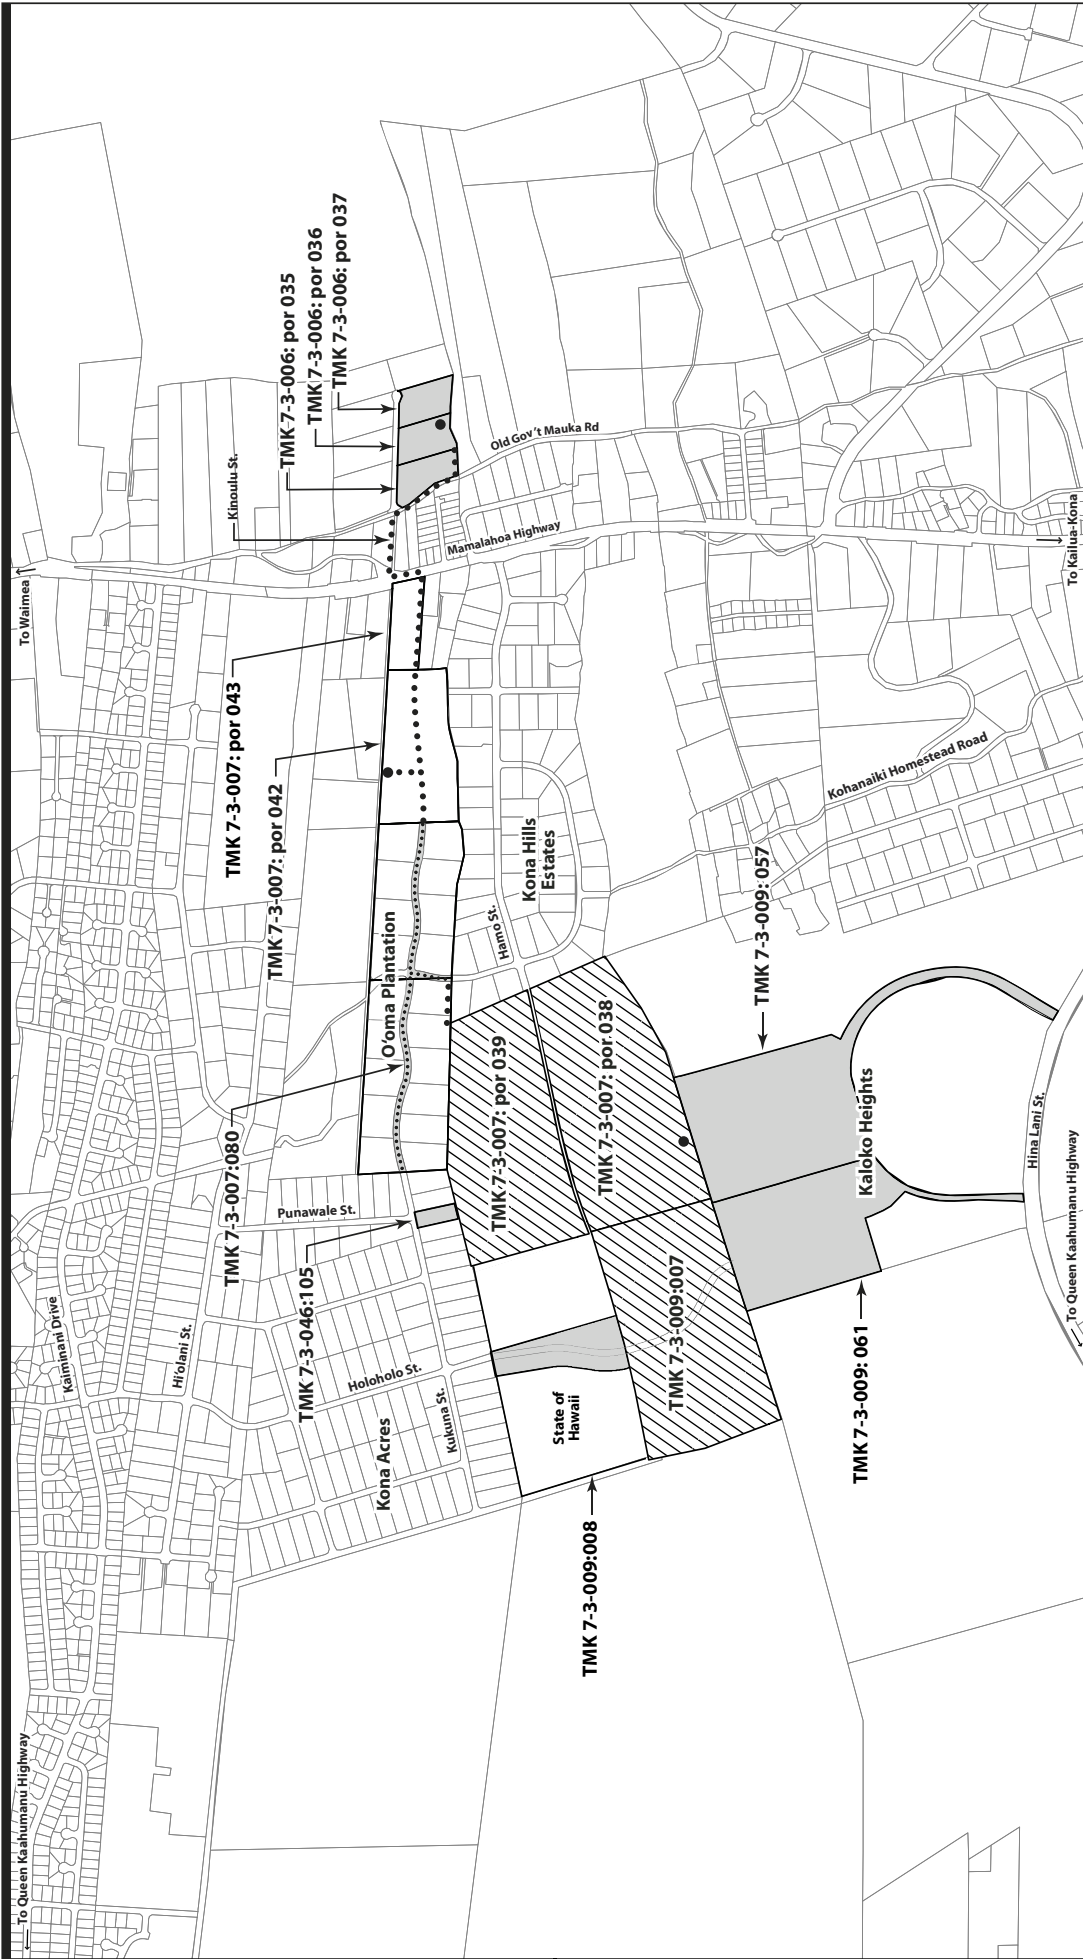 TMK 7-3-006: por 035
TMK 7-3-006: por 036
TMK 7-3-006: por 037
Kinoulu St.
Old Gov't Mauka Rd
Mamalahoa Highway
To Waimea
To Kailua-Kona
TMK 7-3-007: por 043
TMK 7-3-007: por 042
Kohanaiki Homestead Road
Kona Hills
Estates
TMK 7-3-009: 057
O'oma Plantation
Hamo St.
TMK 7-3-007: por 039
TMK 7-3-007: por 038
TMK 7-3-007:080
Kaloko Heights
Hina Lani St.
To Queen Kaahumanu Highway
Punawale St.
TMK 7-3-046:105
TMK 7-3-009:007
Kaiminani Drive
Hi'olani St.
Holoholo St.
Kukuna St.
Kona Acres
State of
Hawaii
TMK 7-3-009: 061
TMK 7-3-009:008
To Queen Kaahumanu Highway